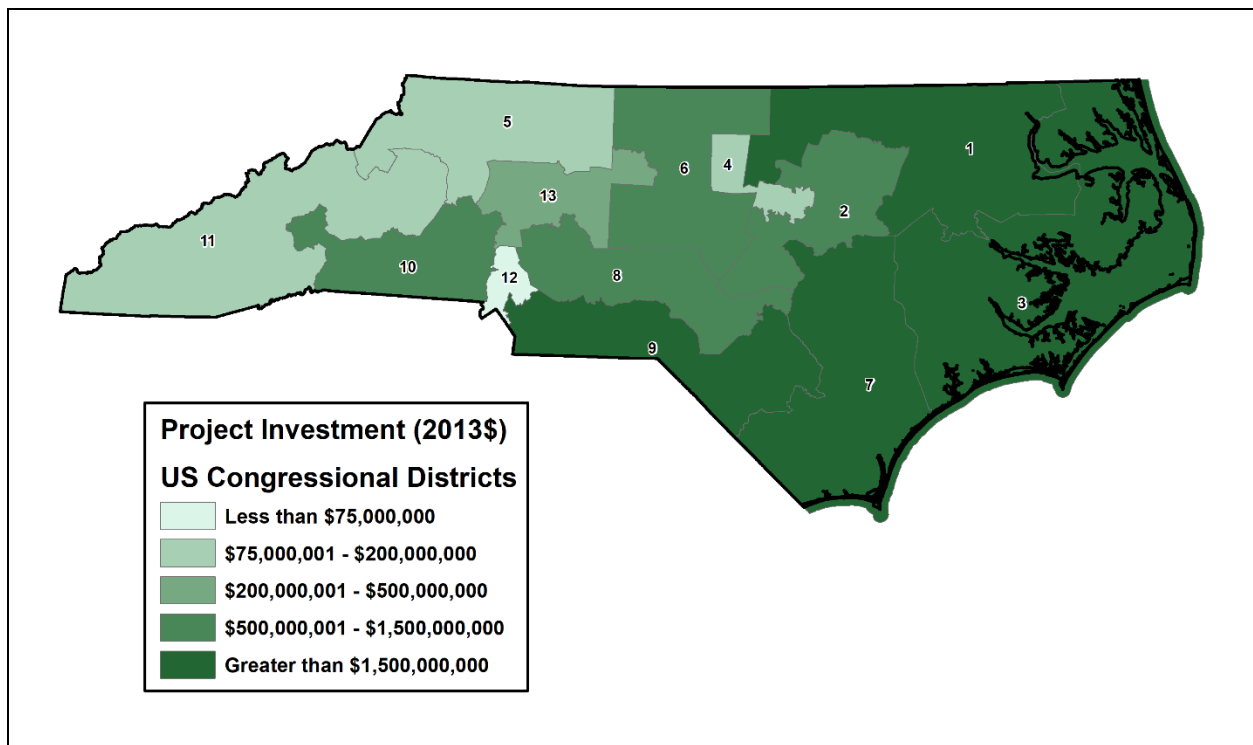 5
1
4
6
13
2
11
10
12
8
3
9
7
Project Investment (2013$)
US Congressional Districts
Less than $75,000,000
$75,000,001 - $200,000,000
$200,000,001 - $500,000,000
$500,000,001 - $1,500,000,000
Greater than $1,500,000,000